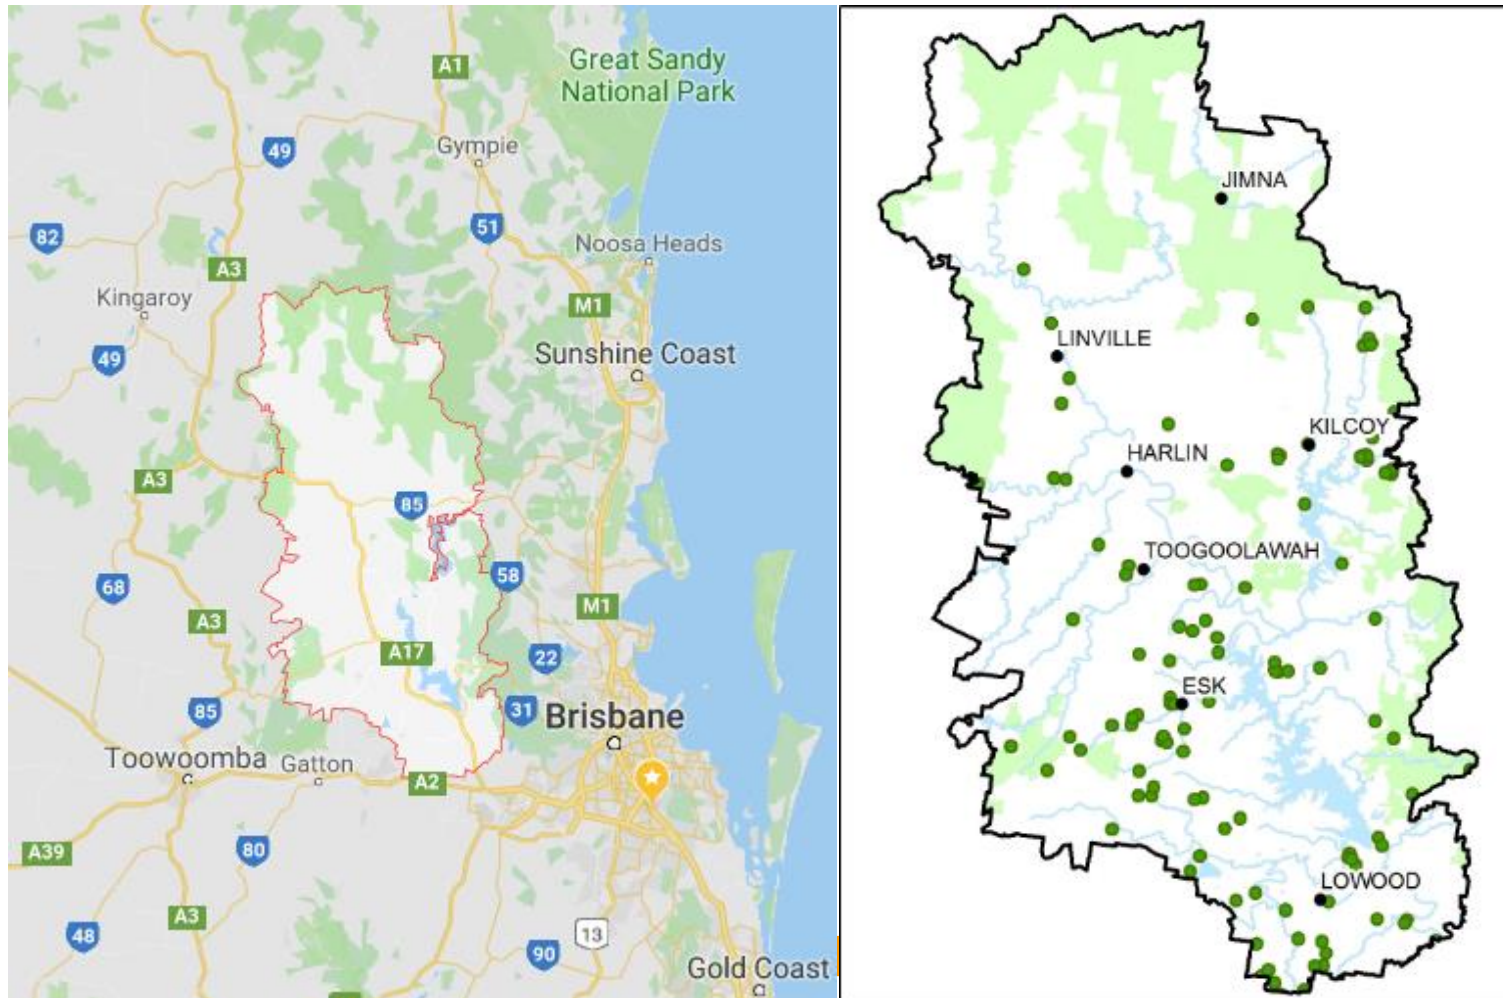 Great Sandy
National Park
A1
Gympie
49
51
82
Noosa Heads
A3
Kingaroy
M1
49
Sunshine Coast
A3
85
58
68
M1
A3
A17
22
85
31
Brisbane
Toowoomba
Gatton
A2
A39
80
A3
48
13
90
Gold Coast
JIMNA
LINVILLE
KILCOY
HARLIN
TOOGOOLAWAH
ESK
LOWOOD